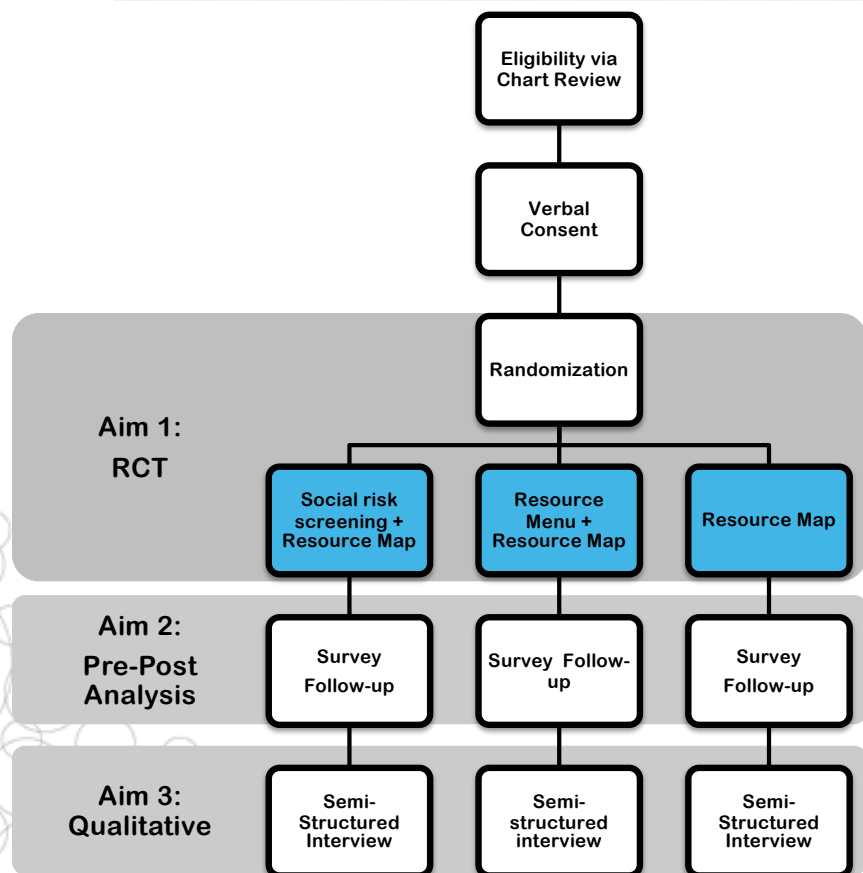 Eligibility via
Chart Review
Verbal
Consent
Randomization
Aim 1:
RCT
Social risk
screening +
Resource Map
Resource
Menu +
Resource Map
Resource Map
Aim 2:
Pre-Post
Analysis
Survey
Follow-up
Survey Follow-
up
Survey
Follow-up
Aim 3:
Qualitative
Semi-
Structured
Interview
Semi-
structured
interview
Semi-
Structured
Interview